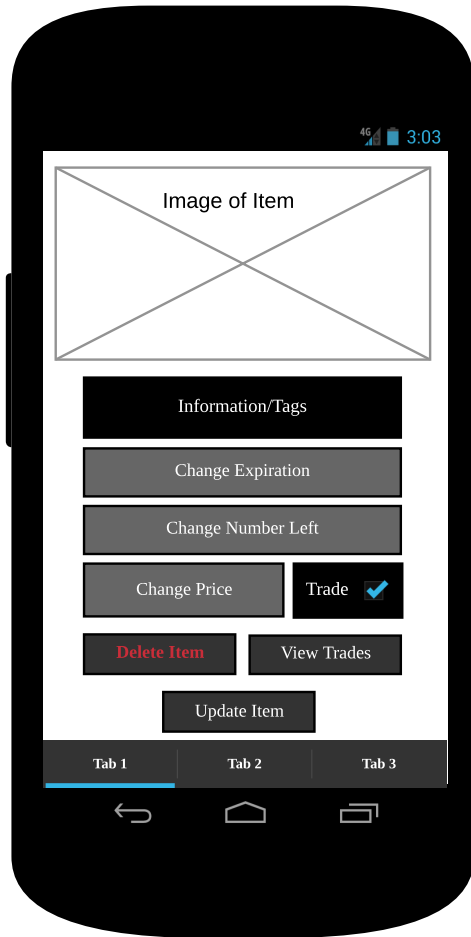 4G 3:03
Image of Item
Information/Tags
Change Expiration
Change Number Left
Change Price Trade
Delete Item View Trades
Update Item
Tab 1 Tab 2 Tab 3